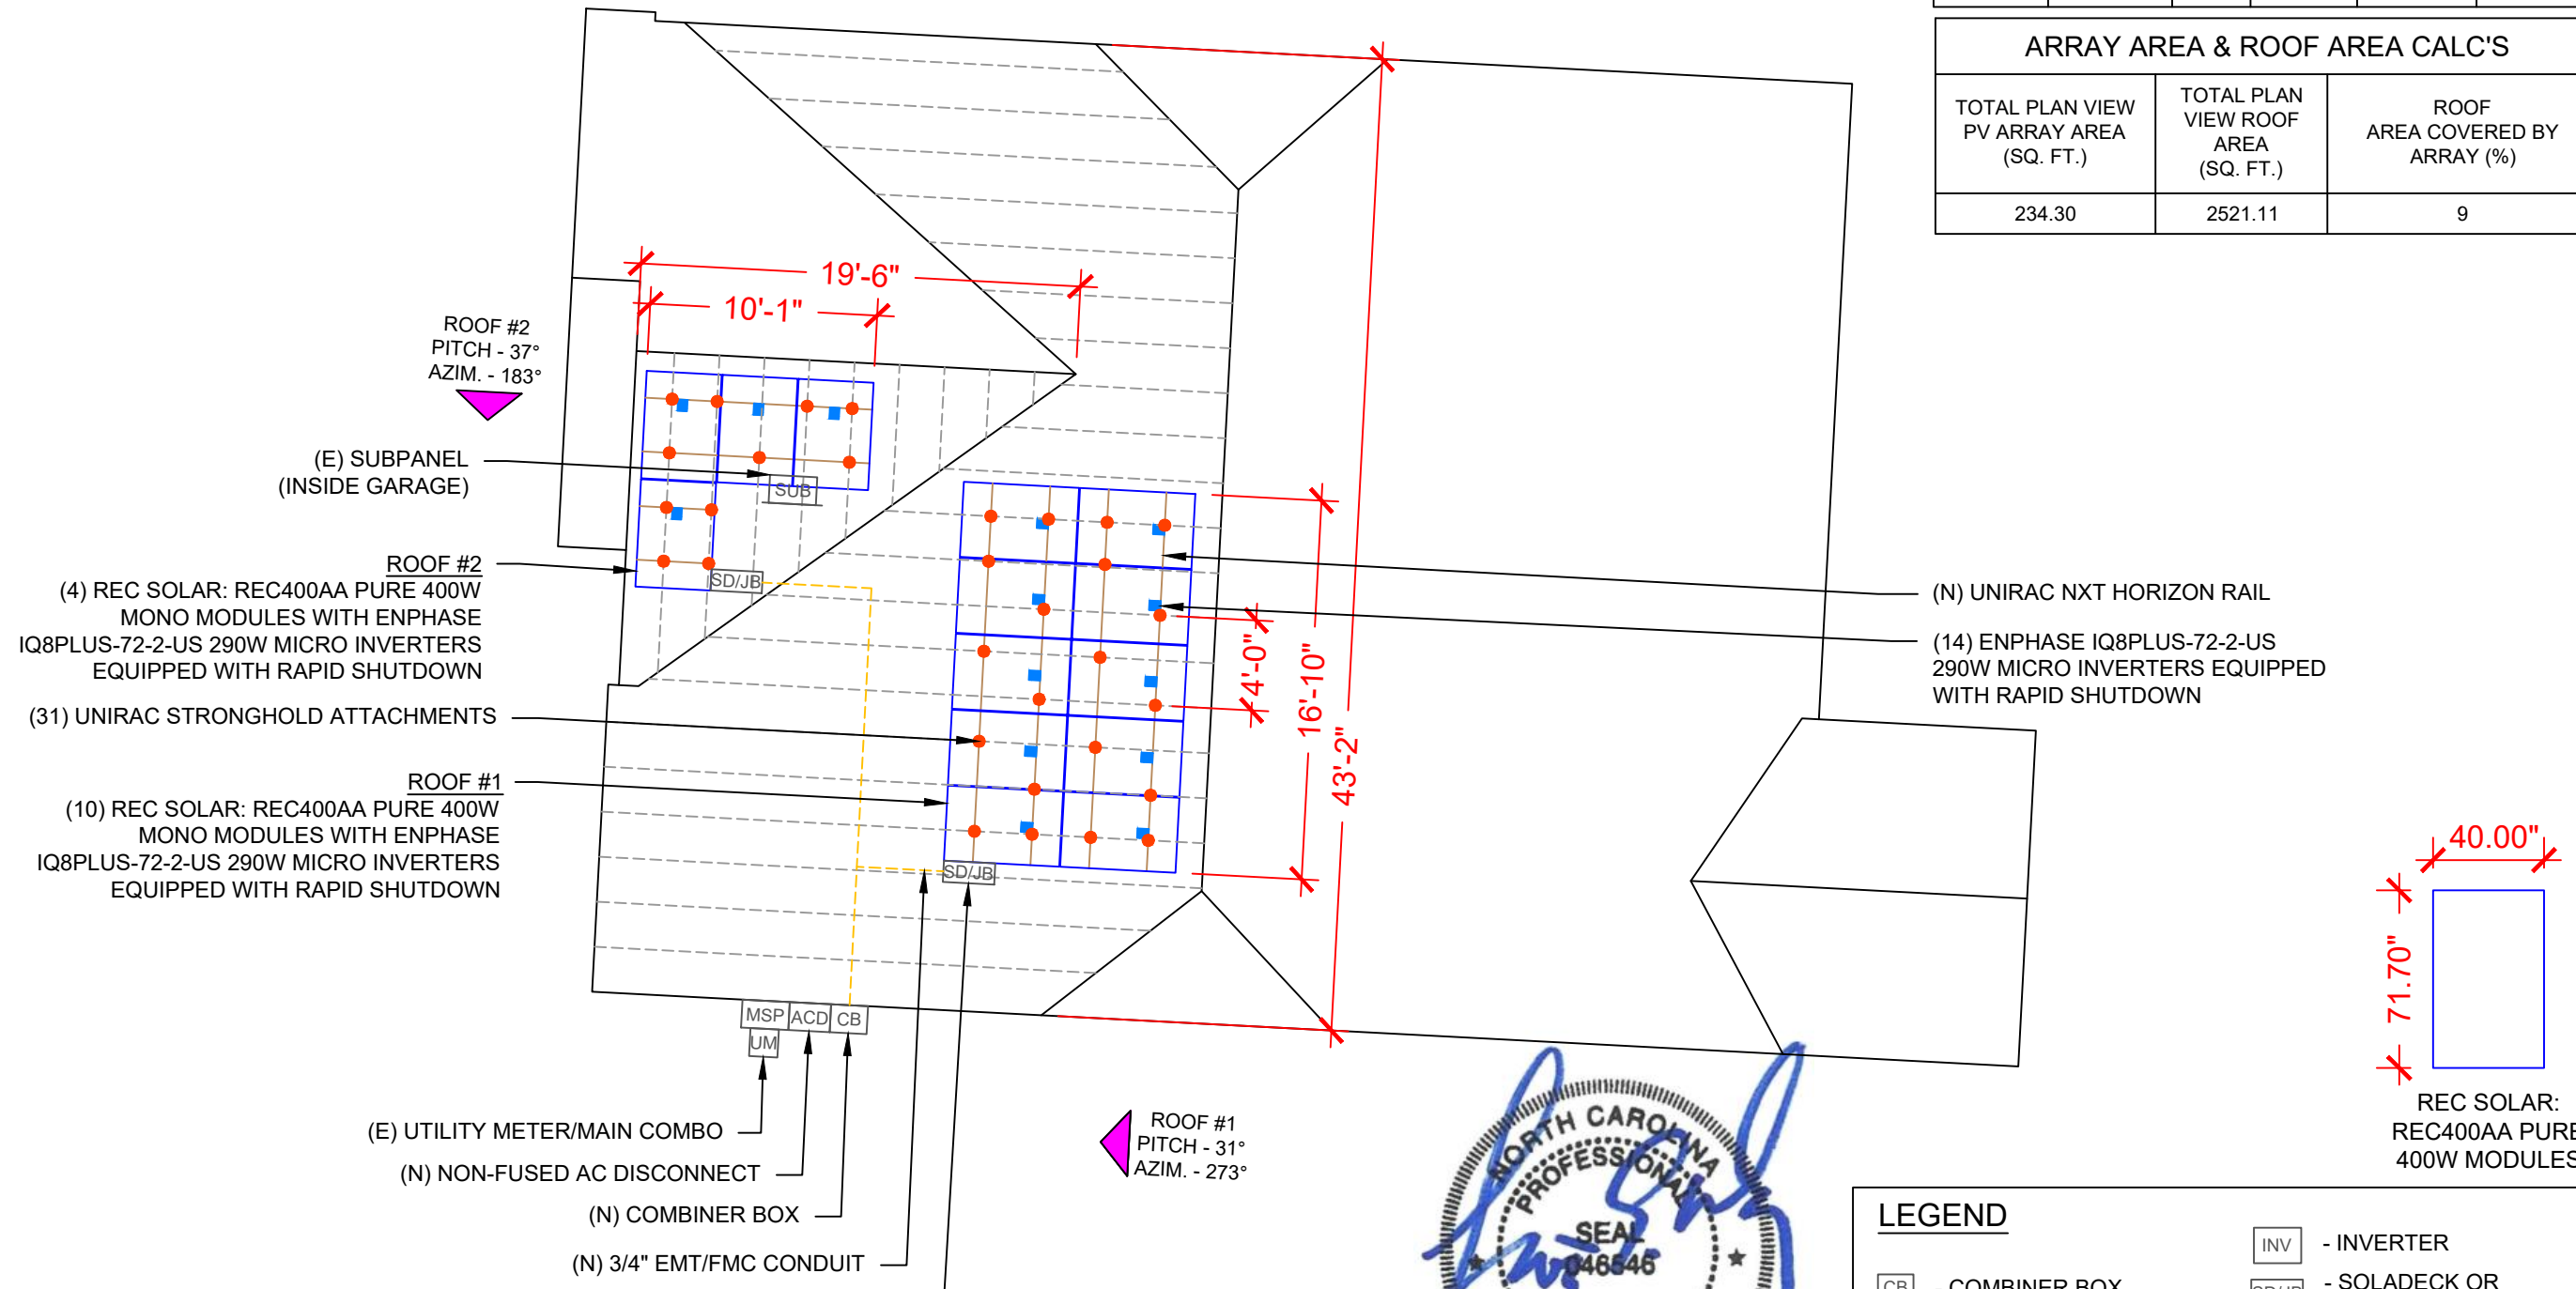 ARRAY AREA & ROOF AREA CALC'S
TOTAL PLAN VIEW
PV ARRAY AREA
(SQ. FT.)
TOTAL PLAN
VIEW ROOF
AREA
(SQ. FT.)
ROOF
AREA COVERED BY
ARRAY (%)
234.30
2521.11
9
19'-6"
10'-1"
ROOF #2
PITCH - 37°
AZIM. - 183°
(E) SUBPANEL
(INSIDE GARAGE)
SUB
ROOF #2
(4) REC SOLAR: REC400AA PURE 400W
MONO MODULES WITH ENPHASE
IQ8PLUS-72-2-US 290W MICRO INVERTERS
EQUIPPED WITH RAPID SHUTDOWN
SD/JB
(31) UNIRAC STRONGHOLD ATTACHMENTS
ROOF #1
(10) REC SOLAR: REC400AA PURE 400W
MONO MODULES WITH ENPHASE
IQ8PLUS-72-2-US 290W MICRO INVERTERS
EQUIPPED WITH RAPID SHUTDOWN
SD/JB
4'-0"
16'-10"
43'-2"
(N) UNIRAC NXT HORIZON RAIL
(14) ENPHASE IQ8PLUS-72-2-US
290W MICRO INVERTERS EQUIPPED
WITH RAPID SHUTDOWN
40.00"
71.70"
REC SOLAR:
REC400AA PURE
400W MODULES
MSP
ACD
CB
UM
(E) UTILITY METER/MAIN COMBO
(N) NON-FUSED AC DISCONNECT
(N) COMBINER BOX
(N) 3/4" EMT/FMC CONDUIT
ROOF #1
PITCH - 31°
AZIM. - 273°
NORTH CAROLINA
PROFESSIONAL
SEAL
046546
LEGEND
INV - INVERTER
CB - COMBINER BOX
SD/JB - SOLADECK OR